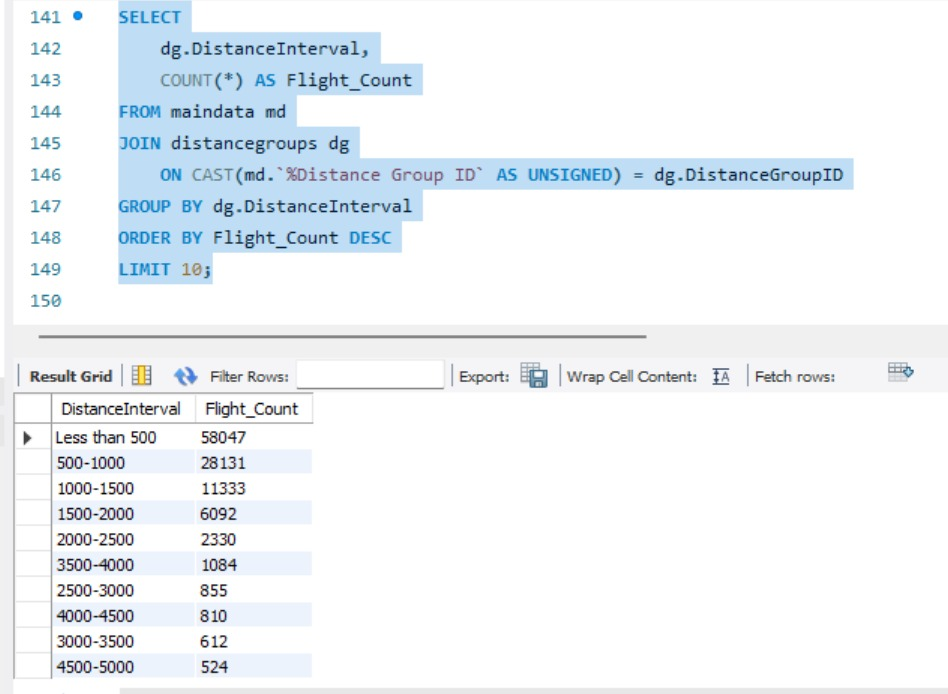 141 SELECT
142 dg.DistanceInterval,
143 COUNT(*) AS Flight_Count
144 FROM maindata md
145 JOIN distancegroups dg
146 ON CAST(md.`%Distance Group ID` AS UNSIGNED) = dg.DistanceGroupID
147 GROUP BY dg.DistanceInterval
148 ORDER BY Flight_Count DESC
149 LIMIT 10;
150
Result Grid Filter Rows: Export: Wrap Cell Content: Fetch rows:
DistanceInterval Flight_Count
Less than 500 58047
500-1000 28131
1000-1500 11333
1500-2000 6092
2000-2500 2330
3500-4000 1084
2500-3000 855
4000-4500 810
3000-3500 612
4500-5000 524